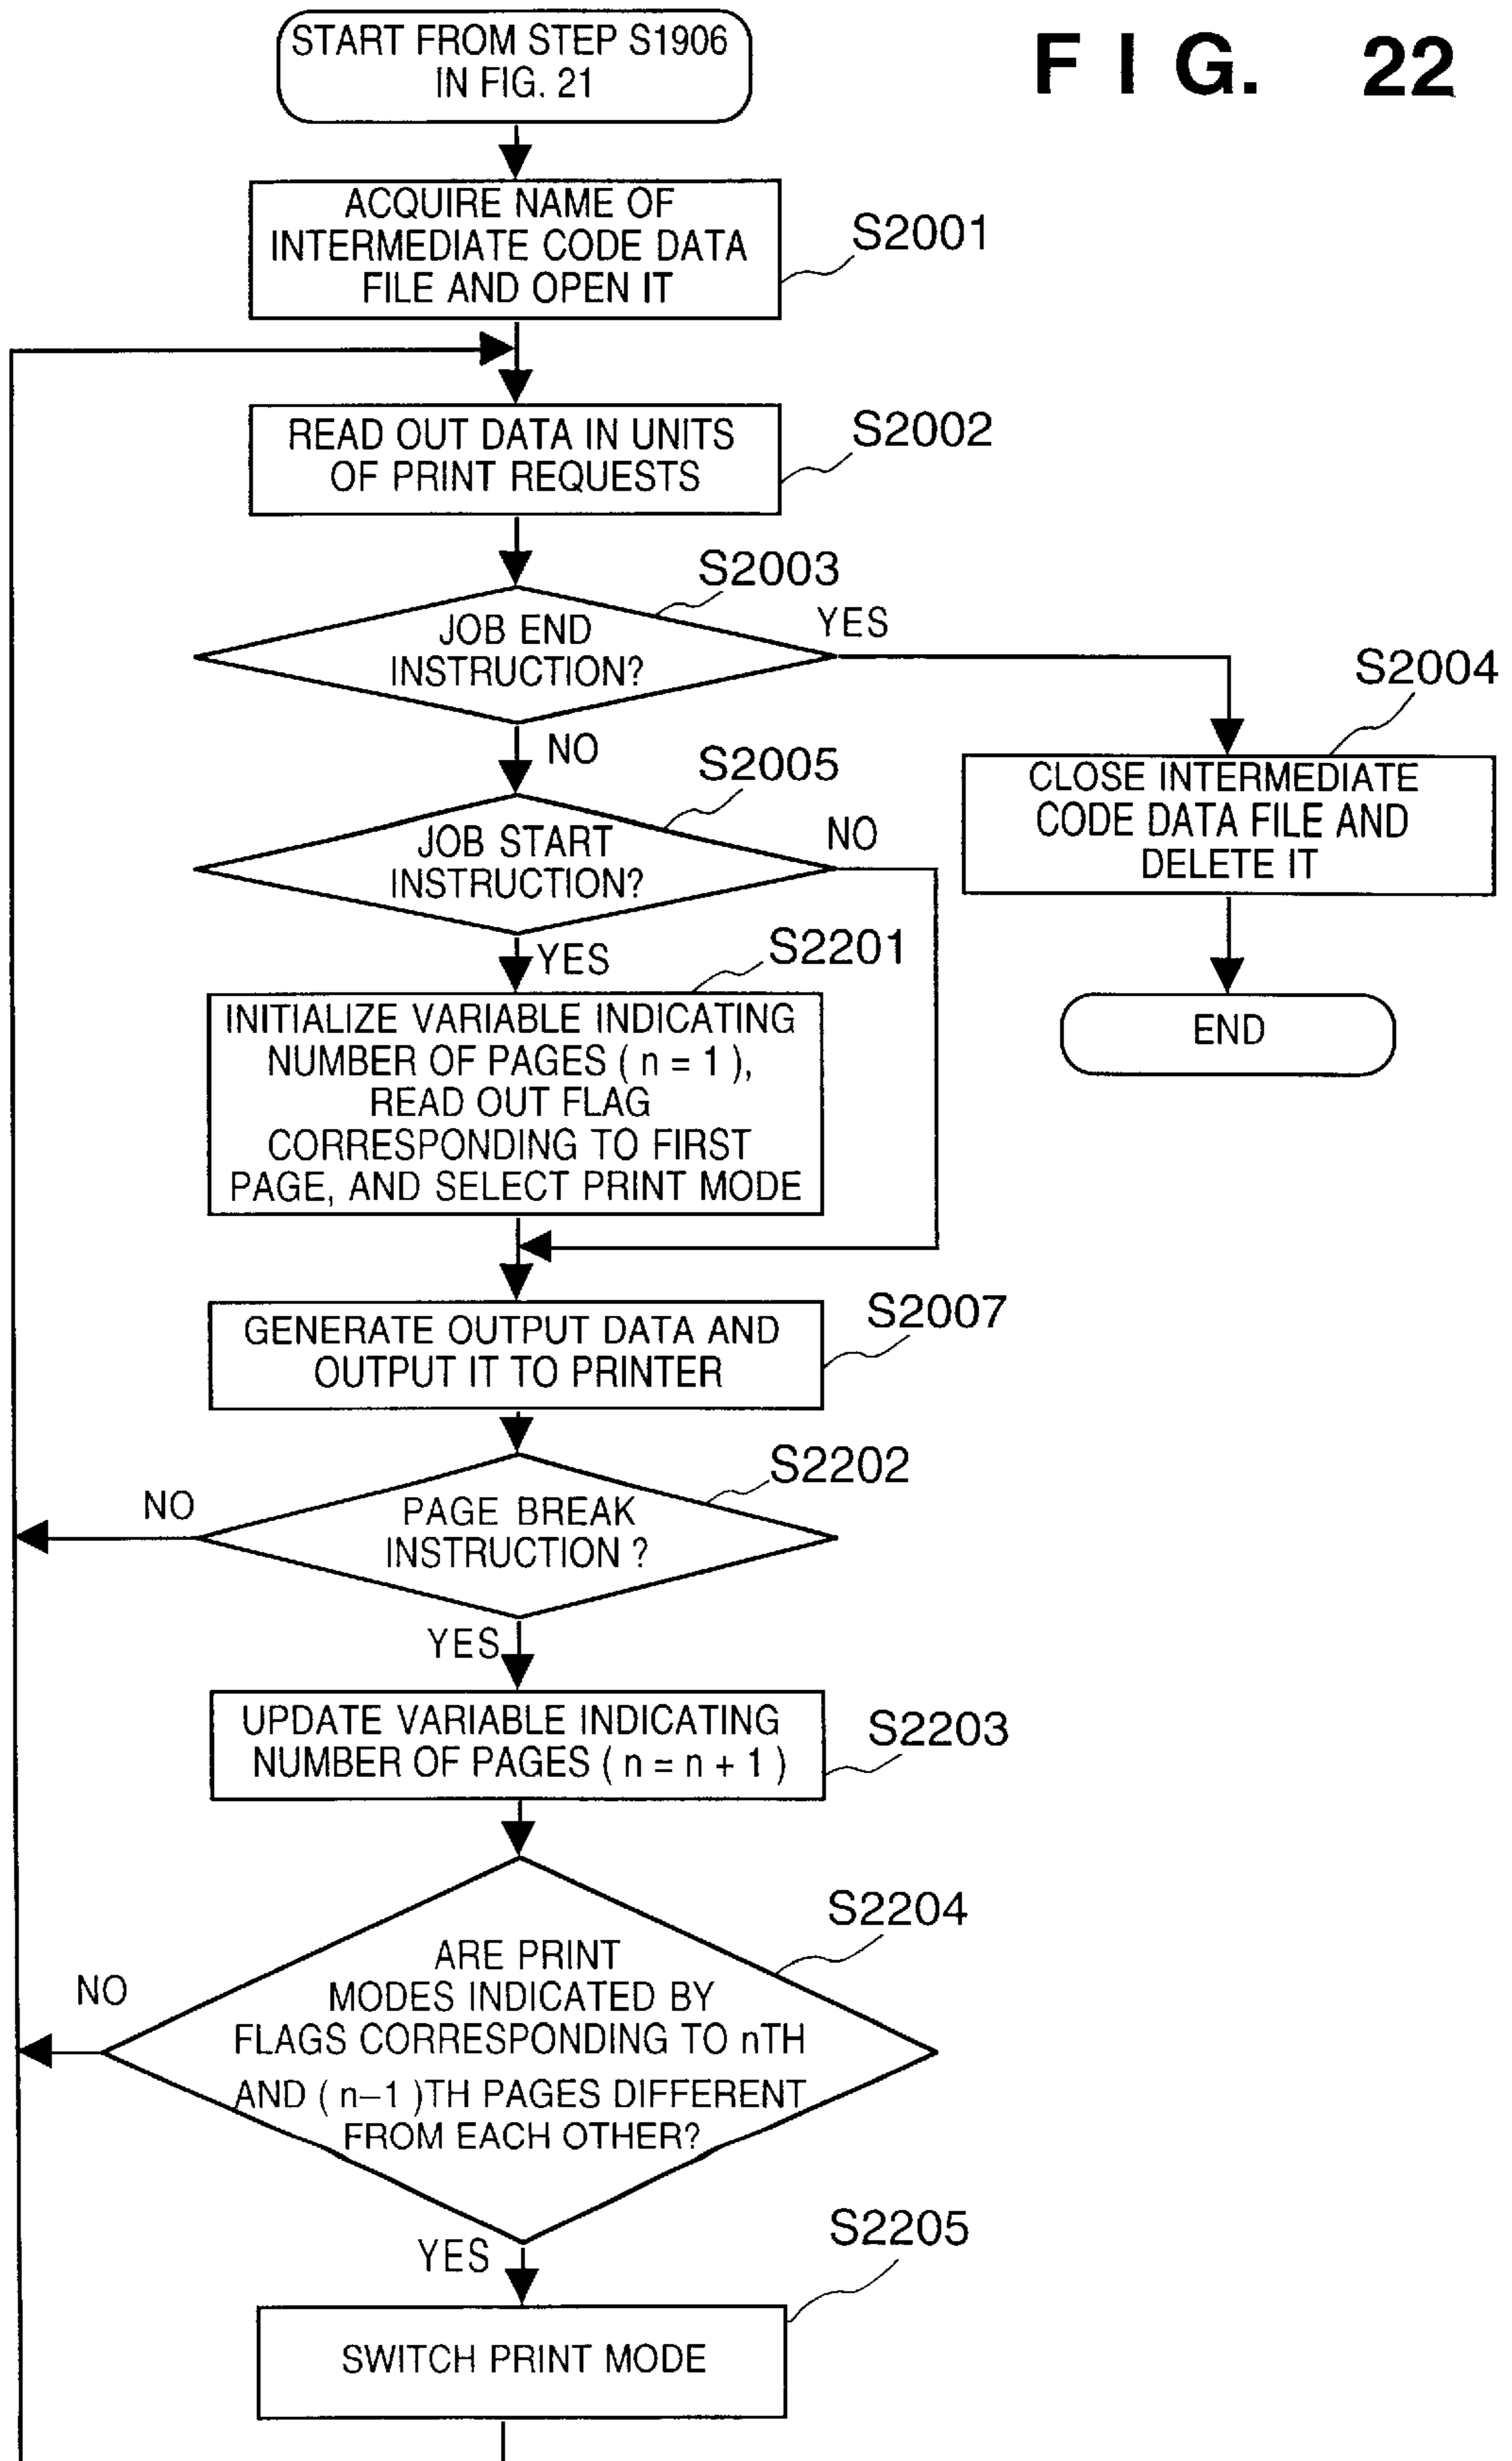 START FROM STEP S1906
IN FIG. 21
F I G. 22
ACQUIRE NAME OF
INTERMEDIATE CODE DATA
FILE AND OPEN IT
S2001
READ OUT DATA IN UNITS
OF PRINT REQUESTS
S2002
S2003
JOB END
INSTRUCTION?
YES
NO
S2004
CLOSE INTERMEDIATE
CODE DATA FILE AND
DELETE IT
END
S2005
JOB START
INSTRUCTION?
NO
YES
S2201
INITIALIZE VARIABLE INDICATING
NUMBER OF PAGES ( n = 1 ),
READ OUT FLAG
CORRESPONDING TO FIRST
PAGE, AND SELECT PRINT MODE
S2007
GENERATE OUTPUT DATA AND
OUTPUT IT TO PRINTER
S2202
NO
PAGE BREAK
INSTRUCTION ?
YES
UPDATE VARIABLE INDICATING
NUMBER OF PAGES ( n = n + 1 )
S2203
S2204
NO
ARE PRINT
MODES INDICATED BY
FLAGS CORRESPONDING TO nTH
AND ( n–1 )TH PAGES DIFFERENT
FROM EACH OTHER?
YES
S2205
SWITCH PRINT MODE